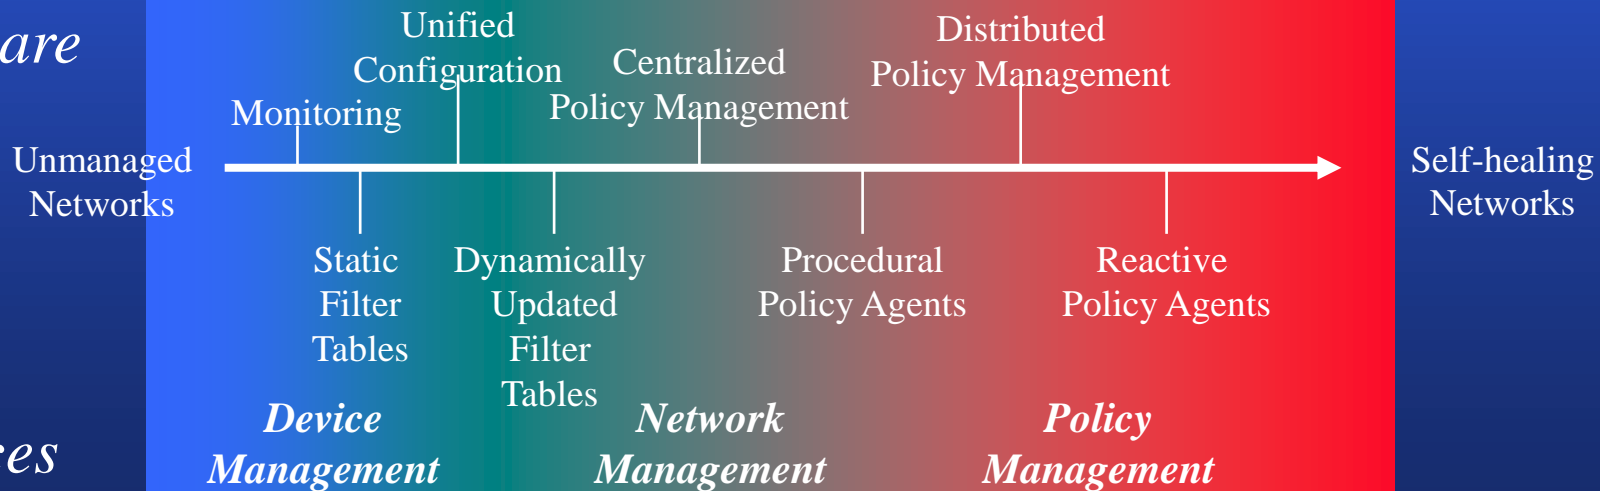 are
Unified
Configuration
Monitoring
Centralized
Policy Management
Distributed
Policy Management
Unmanaged
Networks
Self-healing
Networks
Static
Filter
Tables
Dynamically
Updated
Filter
Tables
Procedural
Policy Agents
Reactive
Policy Agents
Device
Management
Network
Management
Policy
Management
es